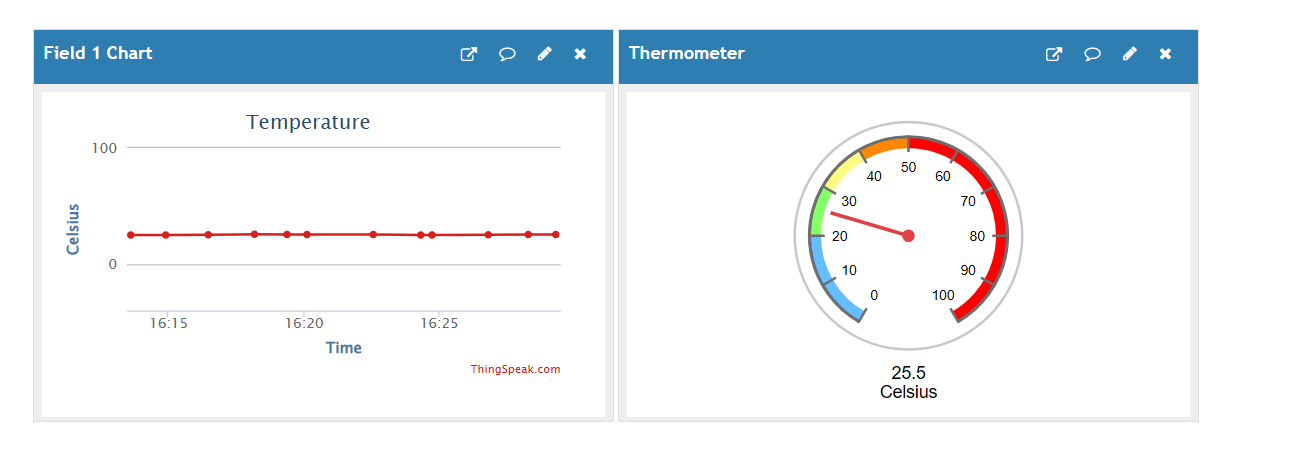 Field 1 Chart
Temperature
100
0
Celsius
16:15 16:20 16:25
Time
ThingSpeak.com
Thermometer
0
10
20
30
40
50
60
70
80
90
100
25.5
Celsius